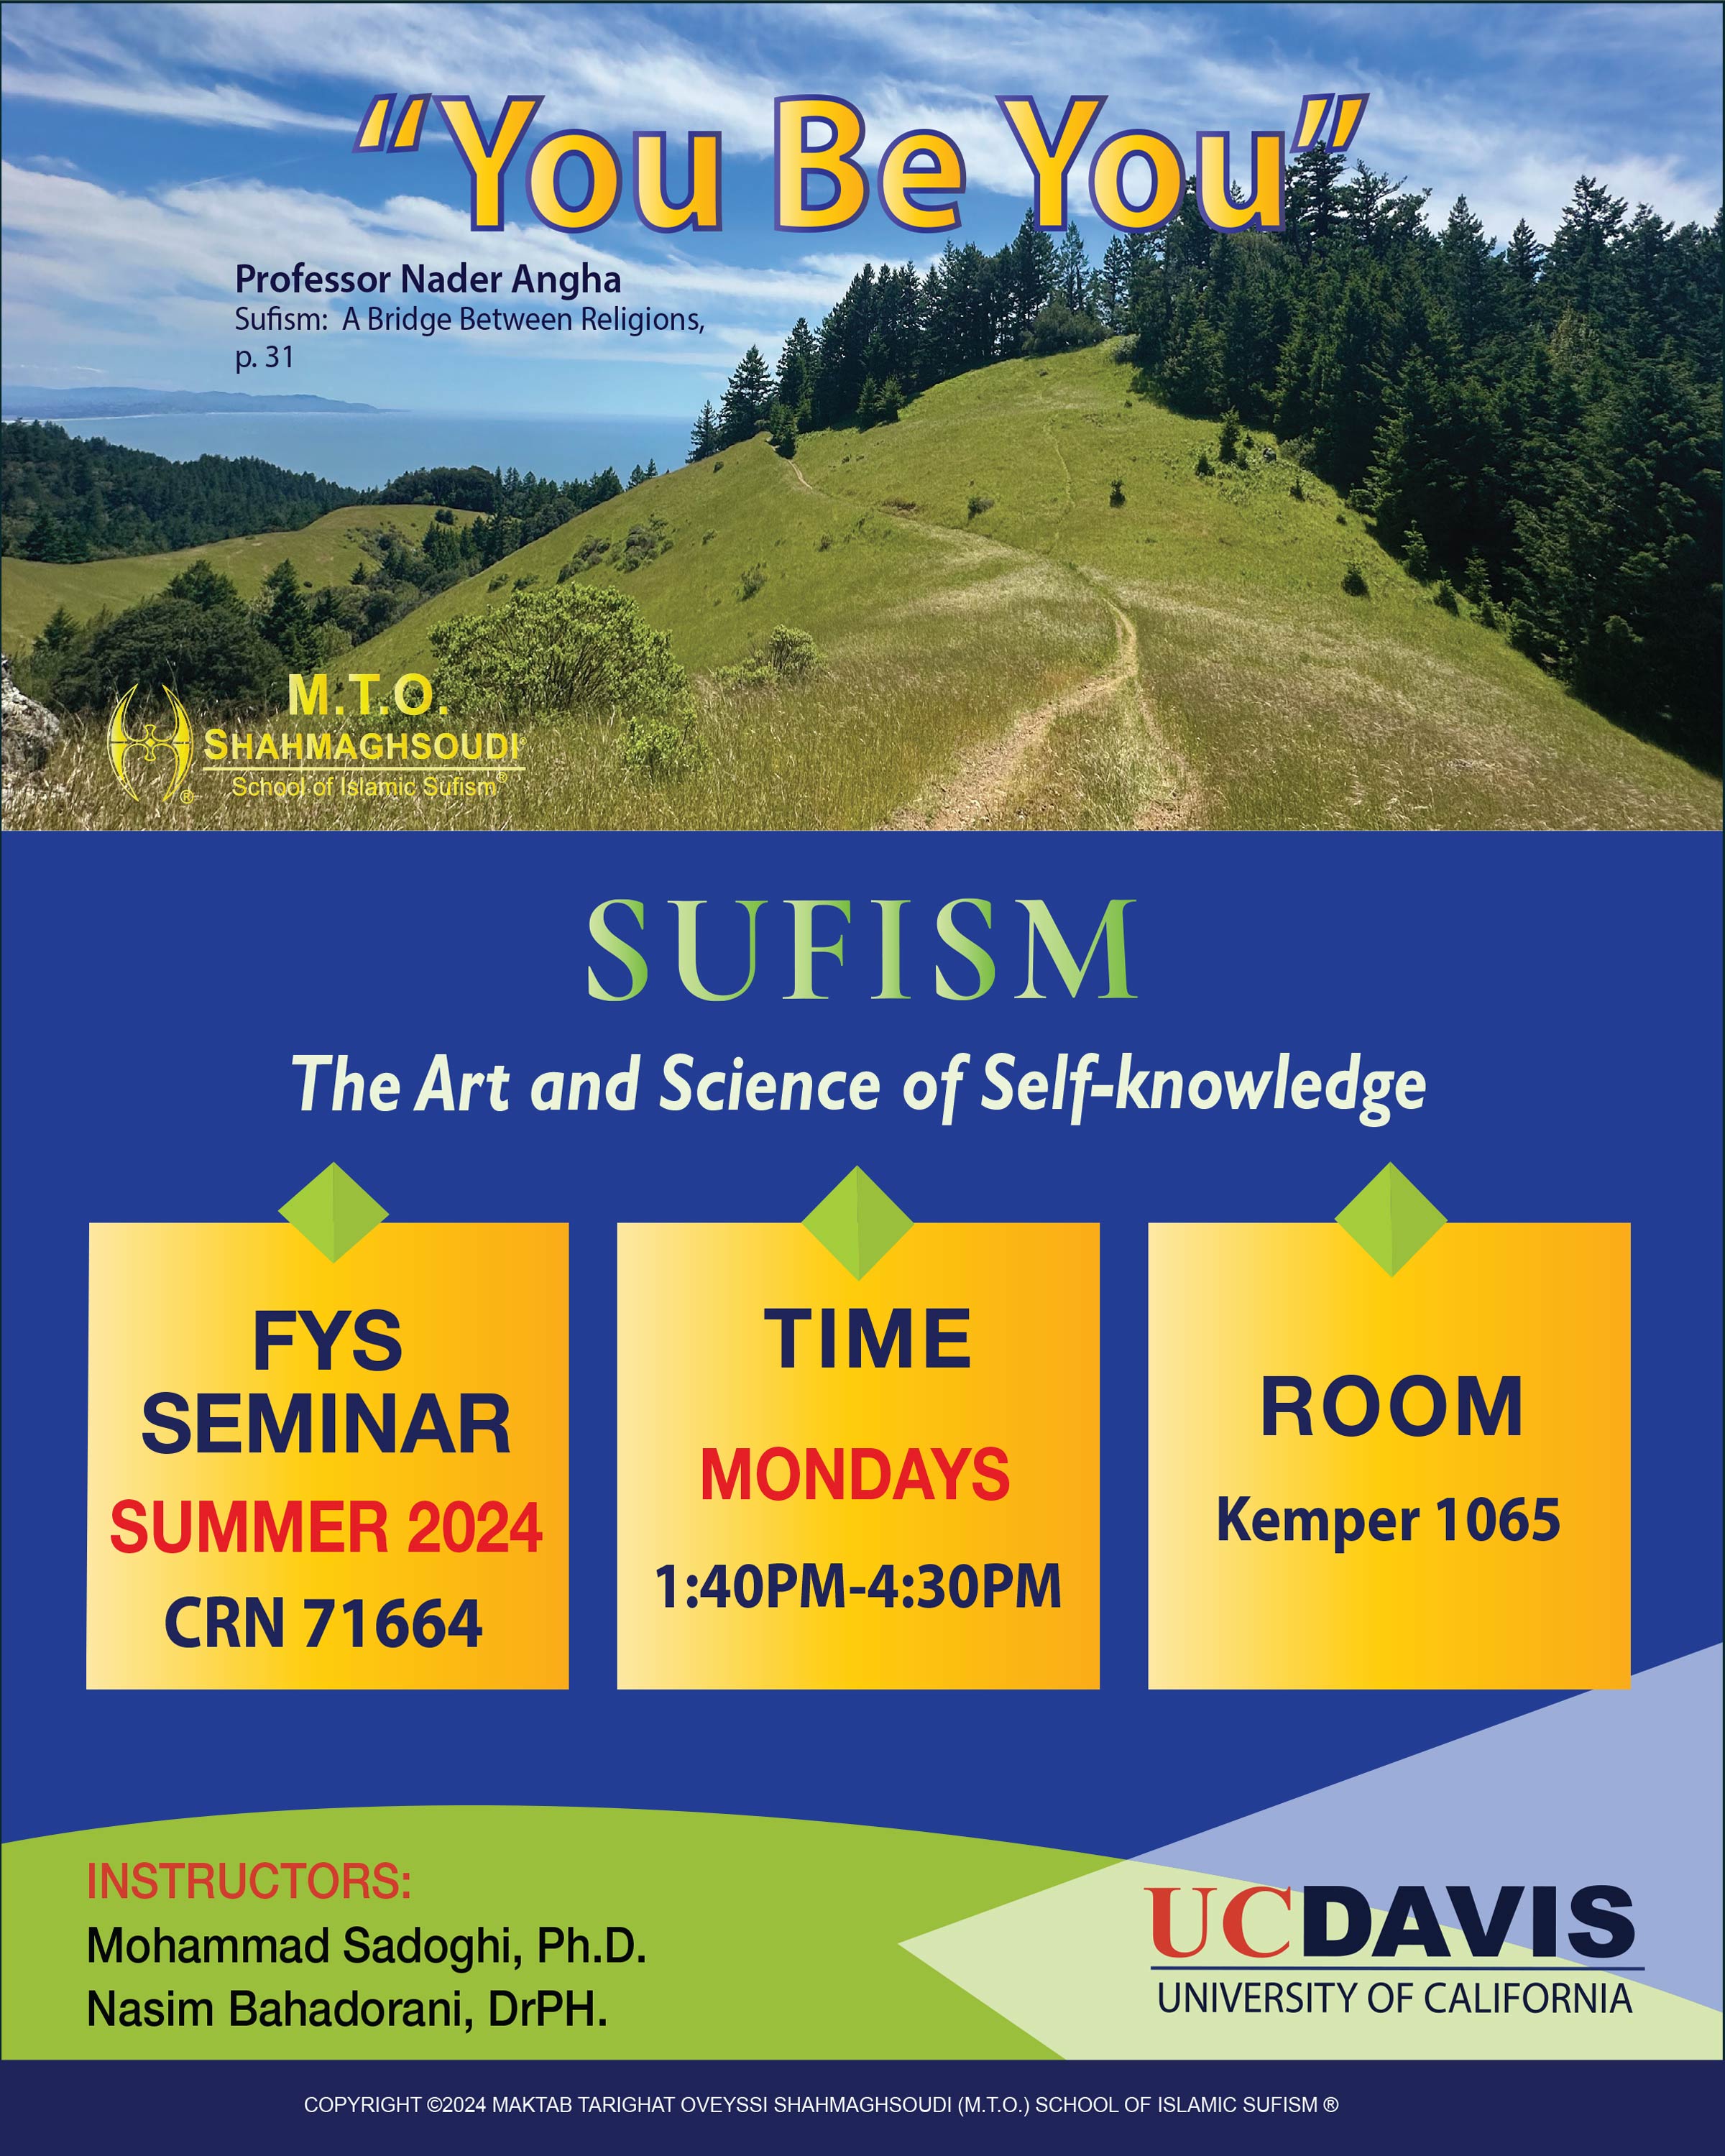 “You Be You”
Professor Nader Angha
Sufism:  A Bridge Between Religions,
p. 31
M.T.O.
SHAHMAGHSOUDI
School of Islamic Sufism®
®
SUFISM
The Art and Science of Self-knowledge
FYS
SEMINAR
SUMMER 2024
CRN 71664
TIME
MONDAYS
1:40PM-4:30PM
ROOM
Kemper 1065
INSTRUCTORS:
Mohammad Sadoghi, Ph.D.
Nasim Bahadorani, DrPH.
UCDAVIS
UNIVERSITY OF CALIFORNIA
COPYRIGHT ©2024 MAKTAB TARIGHAT OVEYSSI SHAHMAGHSOUDI (M.T.O.) SCHOOL OF ISLAMIC SUFISM ®